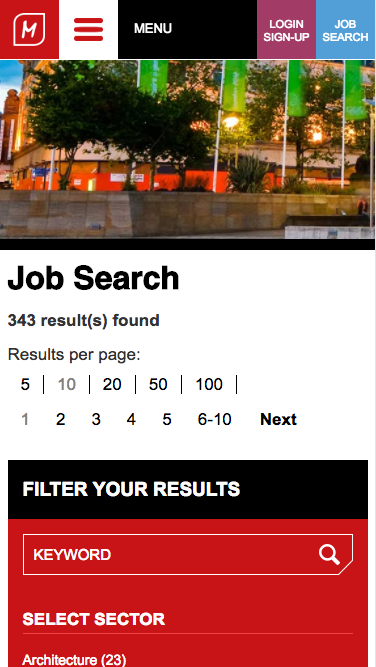 M
MENU
LOGIN
SIGN-UP
JOB
SEARCH
Job Search
343 result(s) found
Results per page:
5 | 10 | 20 | 50 | 100 |
1 2 3 4 5 6-10 Next
FILTER YOUR RESULTS
KEYWORD
SELECT SECTOR
Architecture (23)